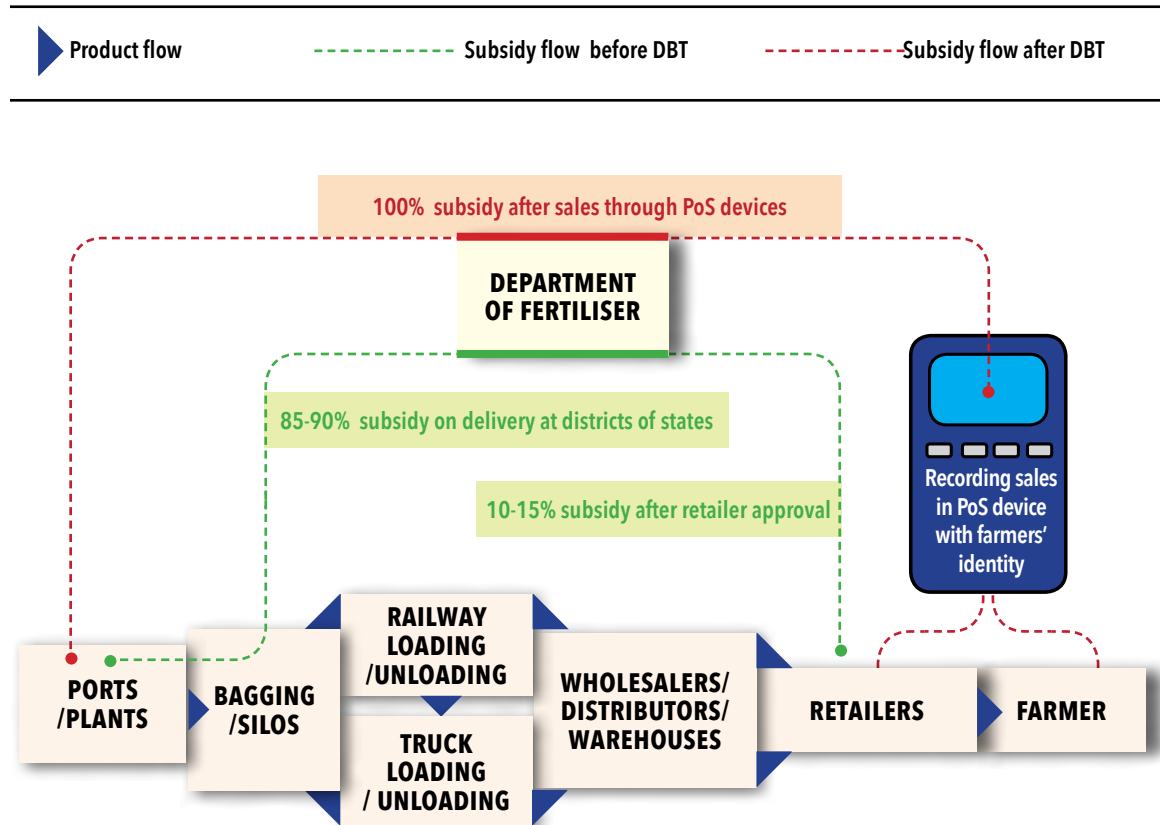 Product flow
Subsidy flow before DBT
Subsidy flow after DBT
100% subsidy after sales through PoS devices
DEPARTMENT
OF FERTILISER
85-90% subsidy on delivery at districts of states
10-15% subsidy after retailer approval
Recording sales
in PoS device
with farmers’
identity
PORTS
/PLANTS
BAGGING
/SILOS
RAILWAY
LOADING
/UNLOADING
TRUCK
LOADING
/ UNLOADING
WHOLESALERS/
DISTRIBUTORS/
WAREHOUSES
RETAILERS
FARMER